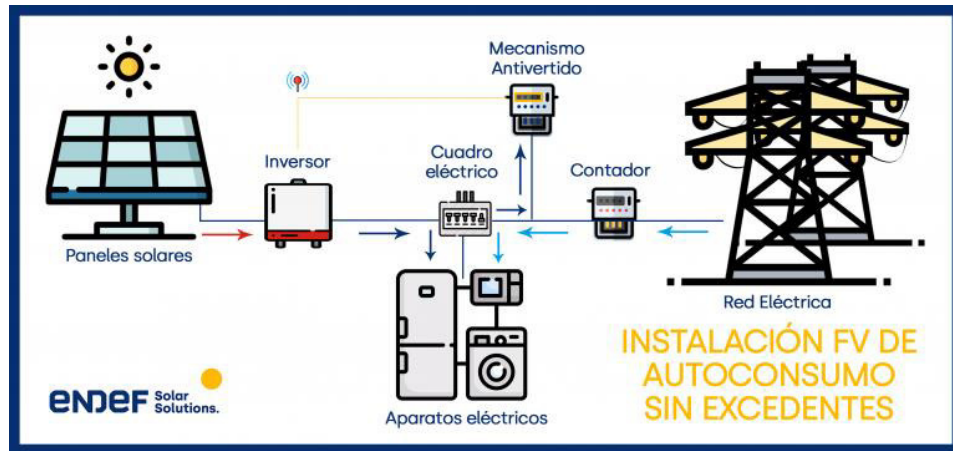 Mecanismo
Antivertido
Inversor
Cuadro
eléctrico
Contador
Paneles solares
Red Eléctrica
Aparatos eléctricos
INSTALACIÓN FV DE
AUTOCONSUMO
SIN EXCEDENTES
ENDEF Solar
Solutions.